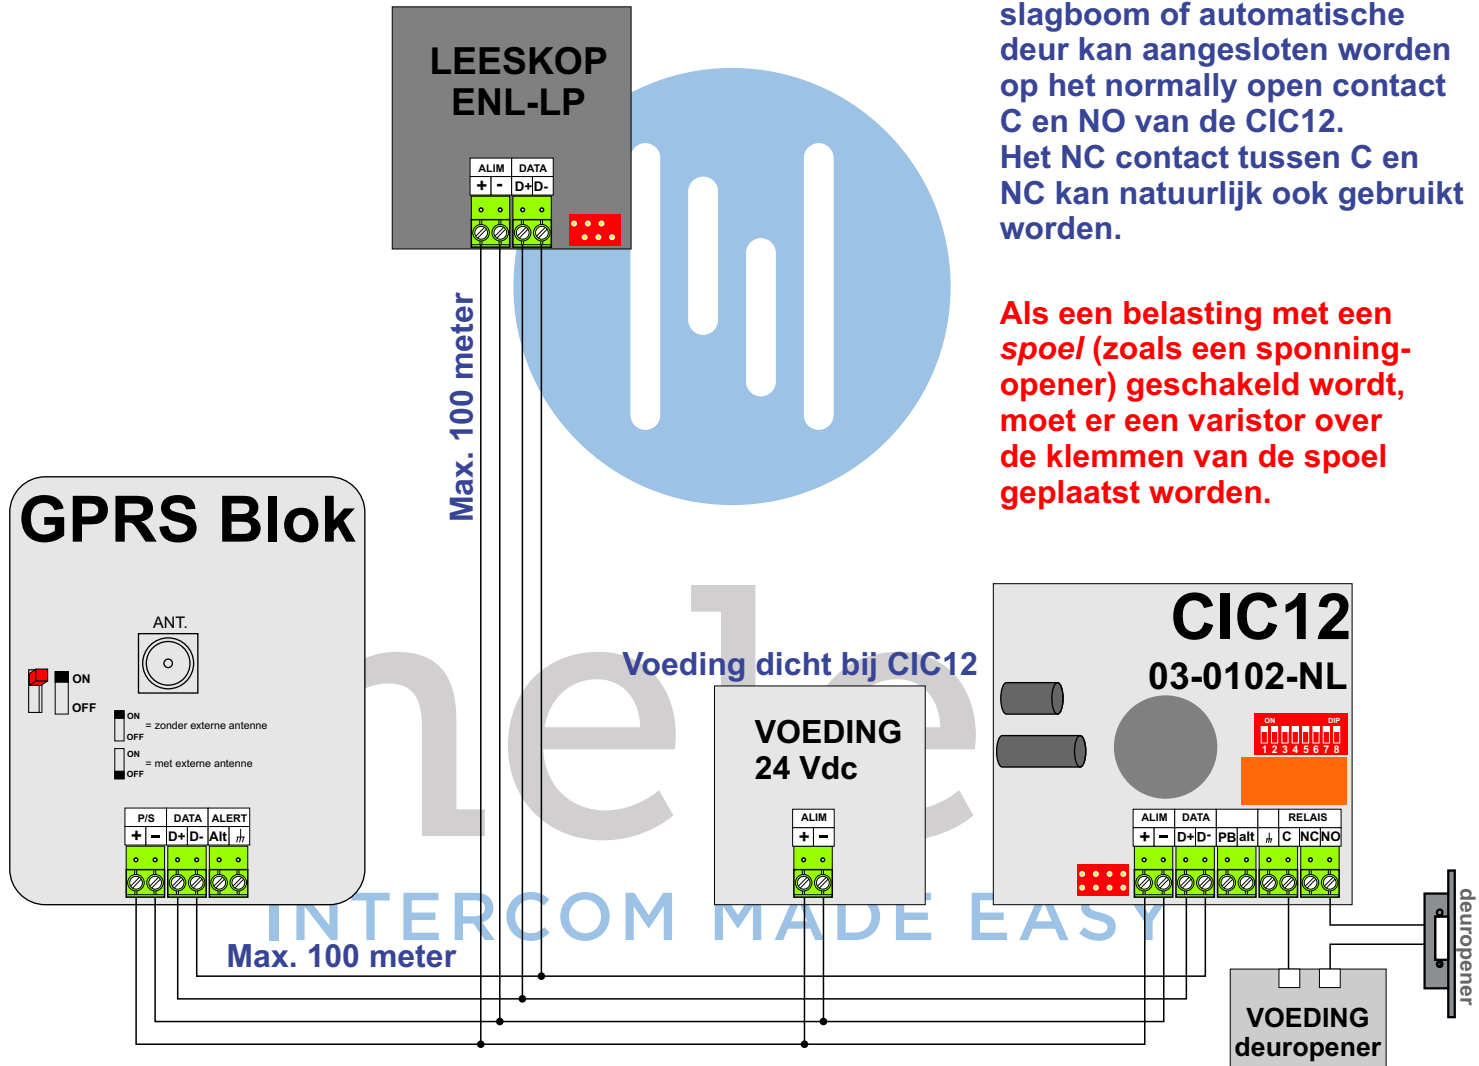 slagboom of automatische
deur kan aangesloten worden
op het normally open contact
C en NO van de CIC12.
Het NC contact tussen C en
NC kan natuurlijk ook gebruikt
worden.
Als een belasting met een
spoel (zoals een sponning-
opener) geschakeld wordt,
moet er een varistor over
de klemmen van de spoel
geplaatst worden.
LEESKOP
ENL-LP
ALIM DATA
+ - D+ D-
Max. 100 meter
GPRS Blok
ANT.
ON
OFF
ON
OFF = zonder externe antenne
ON
OFF = met externe antenne
P/S DATA ALERT
+ - D+ D- Alt
Max. 100 meter
Voeding dicht bij CIC12
VOEDING
24 Vdc
ALIM
+ -
CIC12
03-0102-NL
ON DIP
1 2 3 4 5 6 7 8
ALIM DATA RELAIS
+ - D+ D- PB alt C NC NO
VOEDING
deuropener
deuropener
nele
INTERCOM MADE EASY